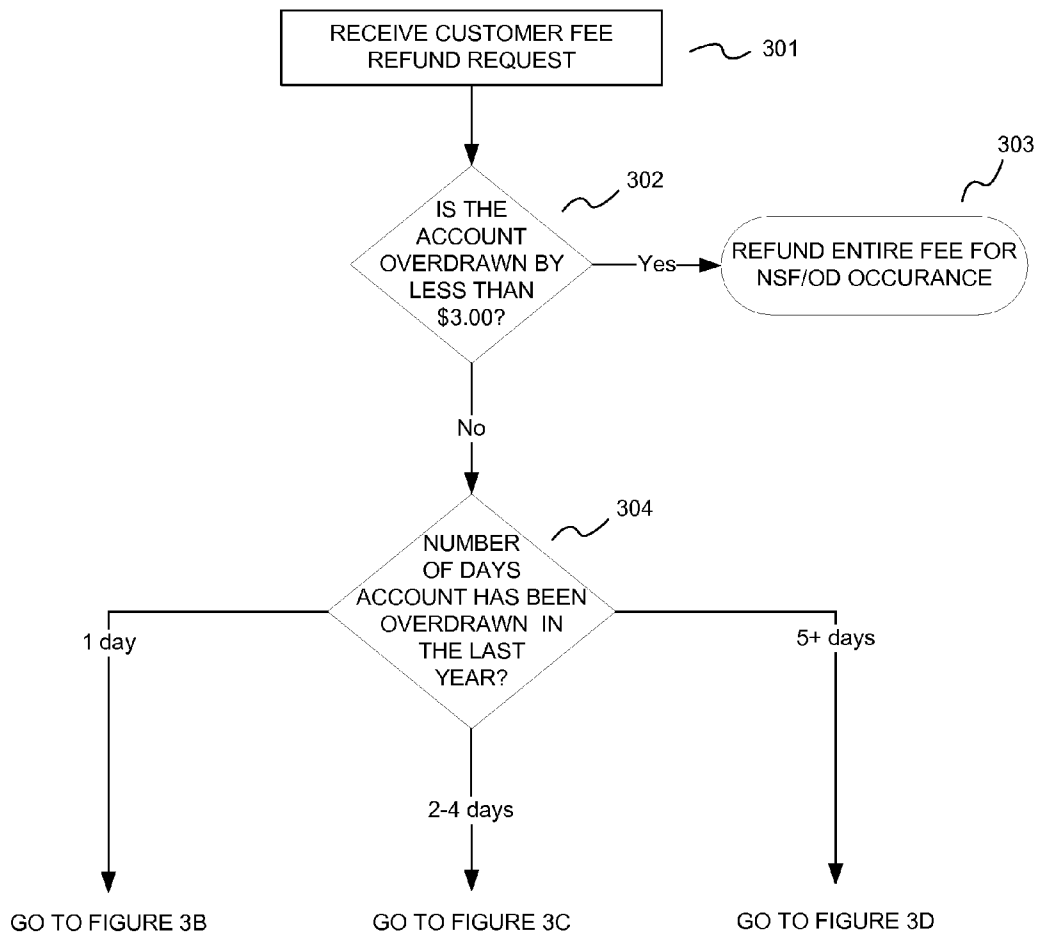 RECEIVE CUSTOMER FEE
REFUND REQUEST
301
302
303
IS THE
ACCOUNT
OVERDRAWN BY
LESS THAN
$3.00?
Yes
REFUND ENTIRE FEE FOR
NSF/OD OCCURANCE
No
304
NUMBER
OF DAYS
ACCOUNT HAS BEEN
OVERDRAWN IN
THE LAST
YEAR?
1 day
5+ days
2-4 days
GO TO FIGURE 3B
GO TO FIGURE 3C
GO TO FIGURE 3D